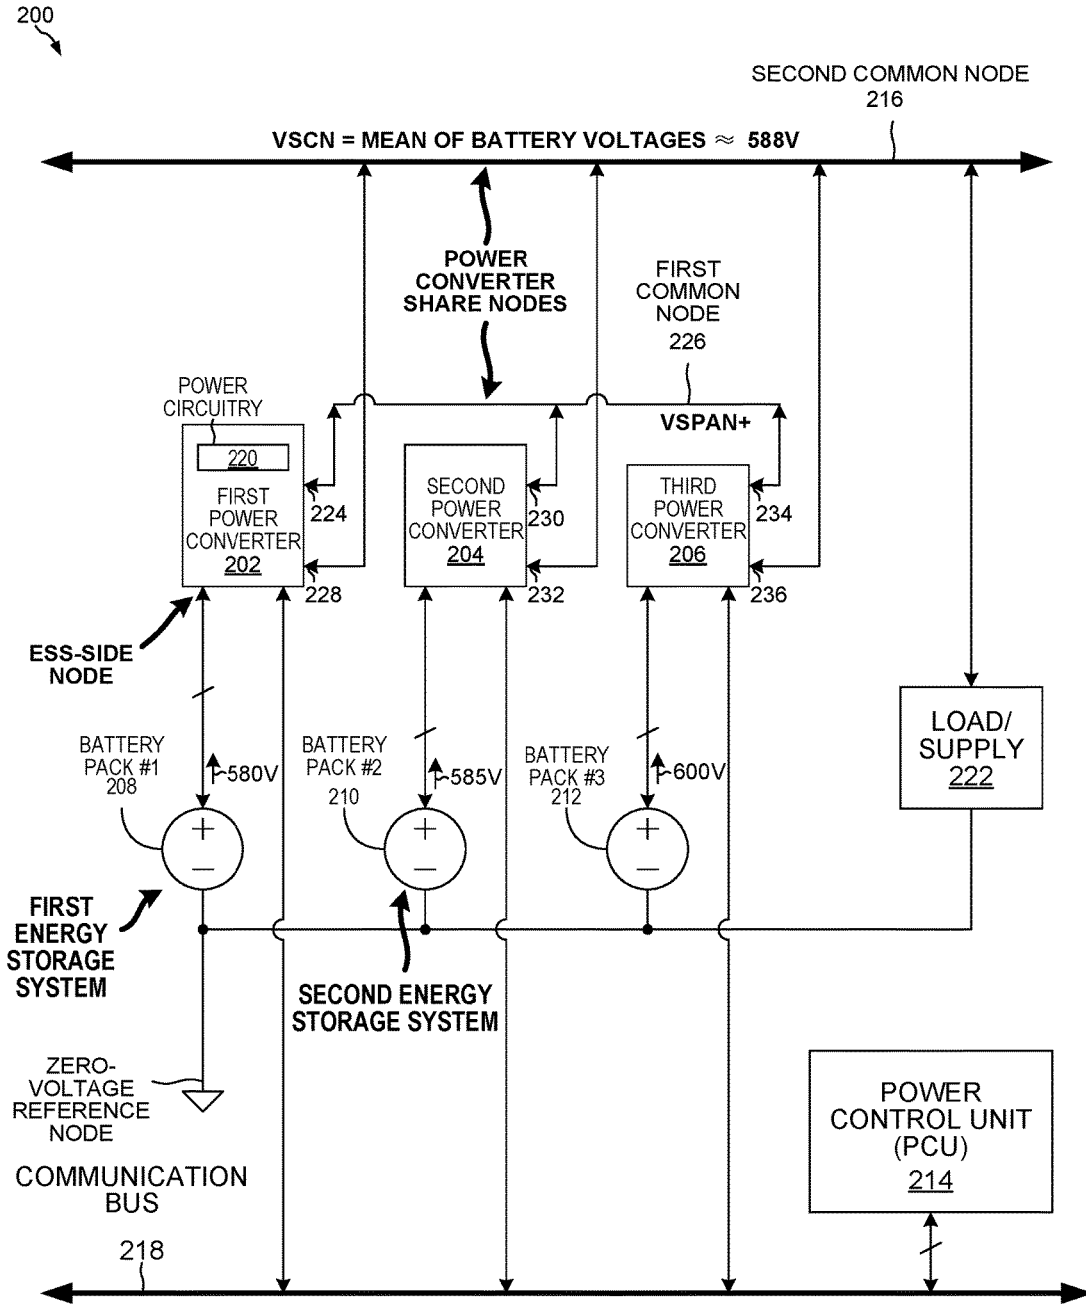 200
SECOND COMMON NODE
216
VSCN = MEAN OF BATTERY VOLTAGES ≈ 588V
POWER
CONVERTER
SHARE NODES
FIRST
COMMON
NODE
226
VSPAN+
POWER
CIRCUITRY
220
FIRST
POWER
CONVERTER
202
224
228
SECOND
POWER
CONVERTER
204
230
232
THIRD
POWER
CONVERTER
206
234
236
ESS-SIDE
NODE
BATTERY
PACK #1
208
~580V
BATTERY
PACK #2
210
~585V
BATTERY
PACK #3
212
~600V
LOAD/
SUPPLY
222
+
−
+
−
+
−
FIRST
ENERGY
STORAGE
SYSTEM
SECOND ENERGY
STORAGE SYSTEM
ZERO-
VOLTAGE
REFERENCE
NODE
POWER
CONTROL UNIT
(PCU)
214
COMMUNICATION
BUS
218